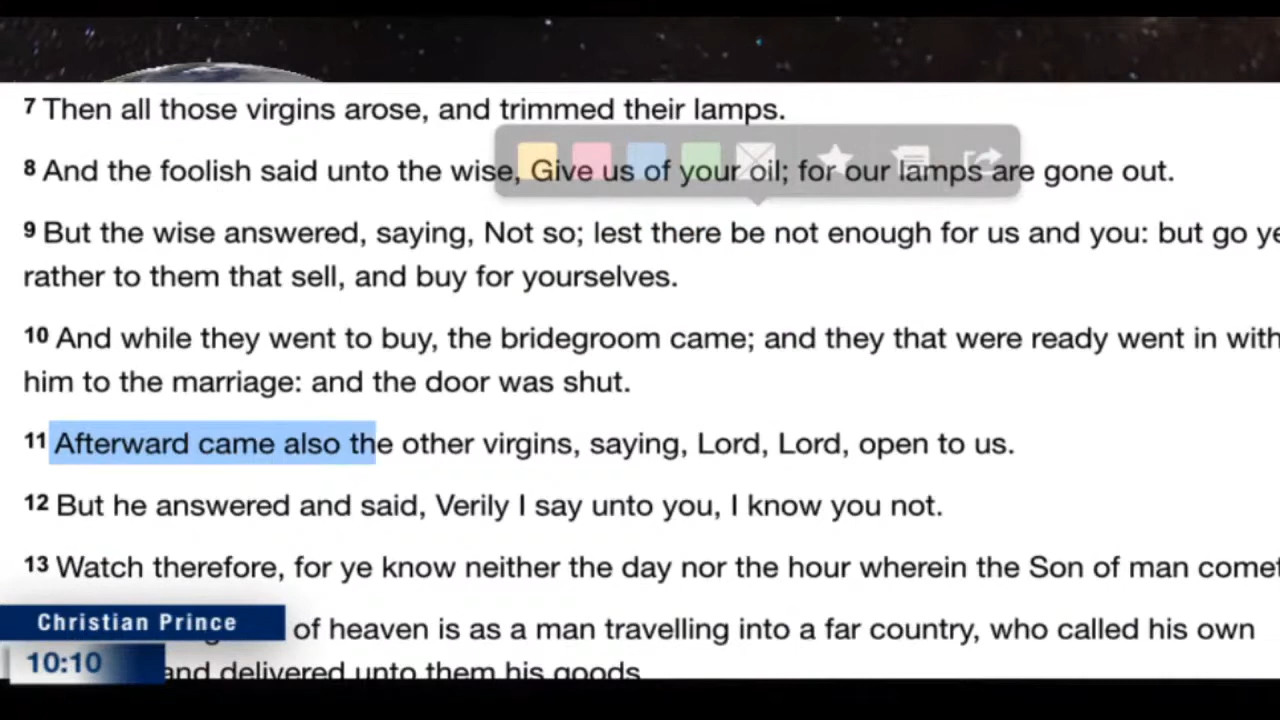 7 Then all those virgins arose, and trimmed their lamps.
8 And the foolish said unto the wise, Give us of your oil; for our lamps are gone out.
9 But the wise answered, saying, Not so; lest there be not enough for us and you: but go ye
rather to them that sell, and buy for yourselves.
10 And while they went to buy, the bridegroom came; and they that were ready went in with
him to the marriage: and the door was shut.
11 Afterward came also the other virgins, saying, Lord, Lord, open to us.
12 But he answered and said, Verily I say unto you, I know you not.
13 Watch therefore, for ye know neither the day nor the hour wherein the Son of man comet
Christian Prince
of heaven is as a man travelling into a far country, who called his own
10:10
and delivered unto them his goods